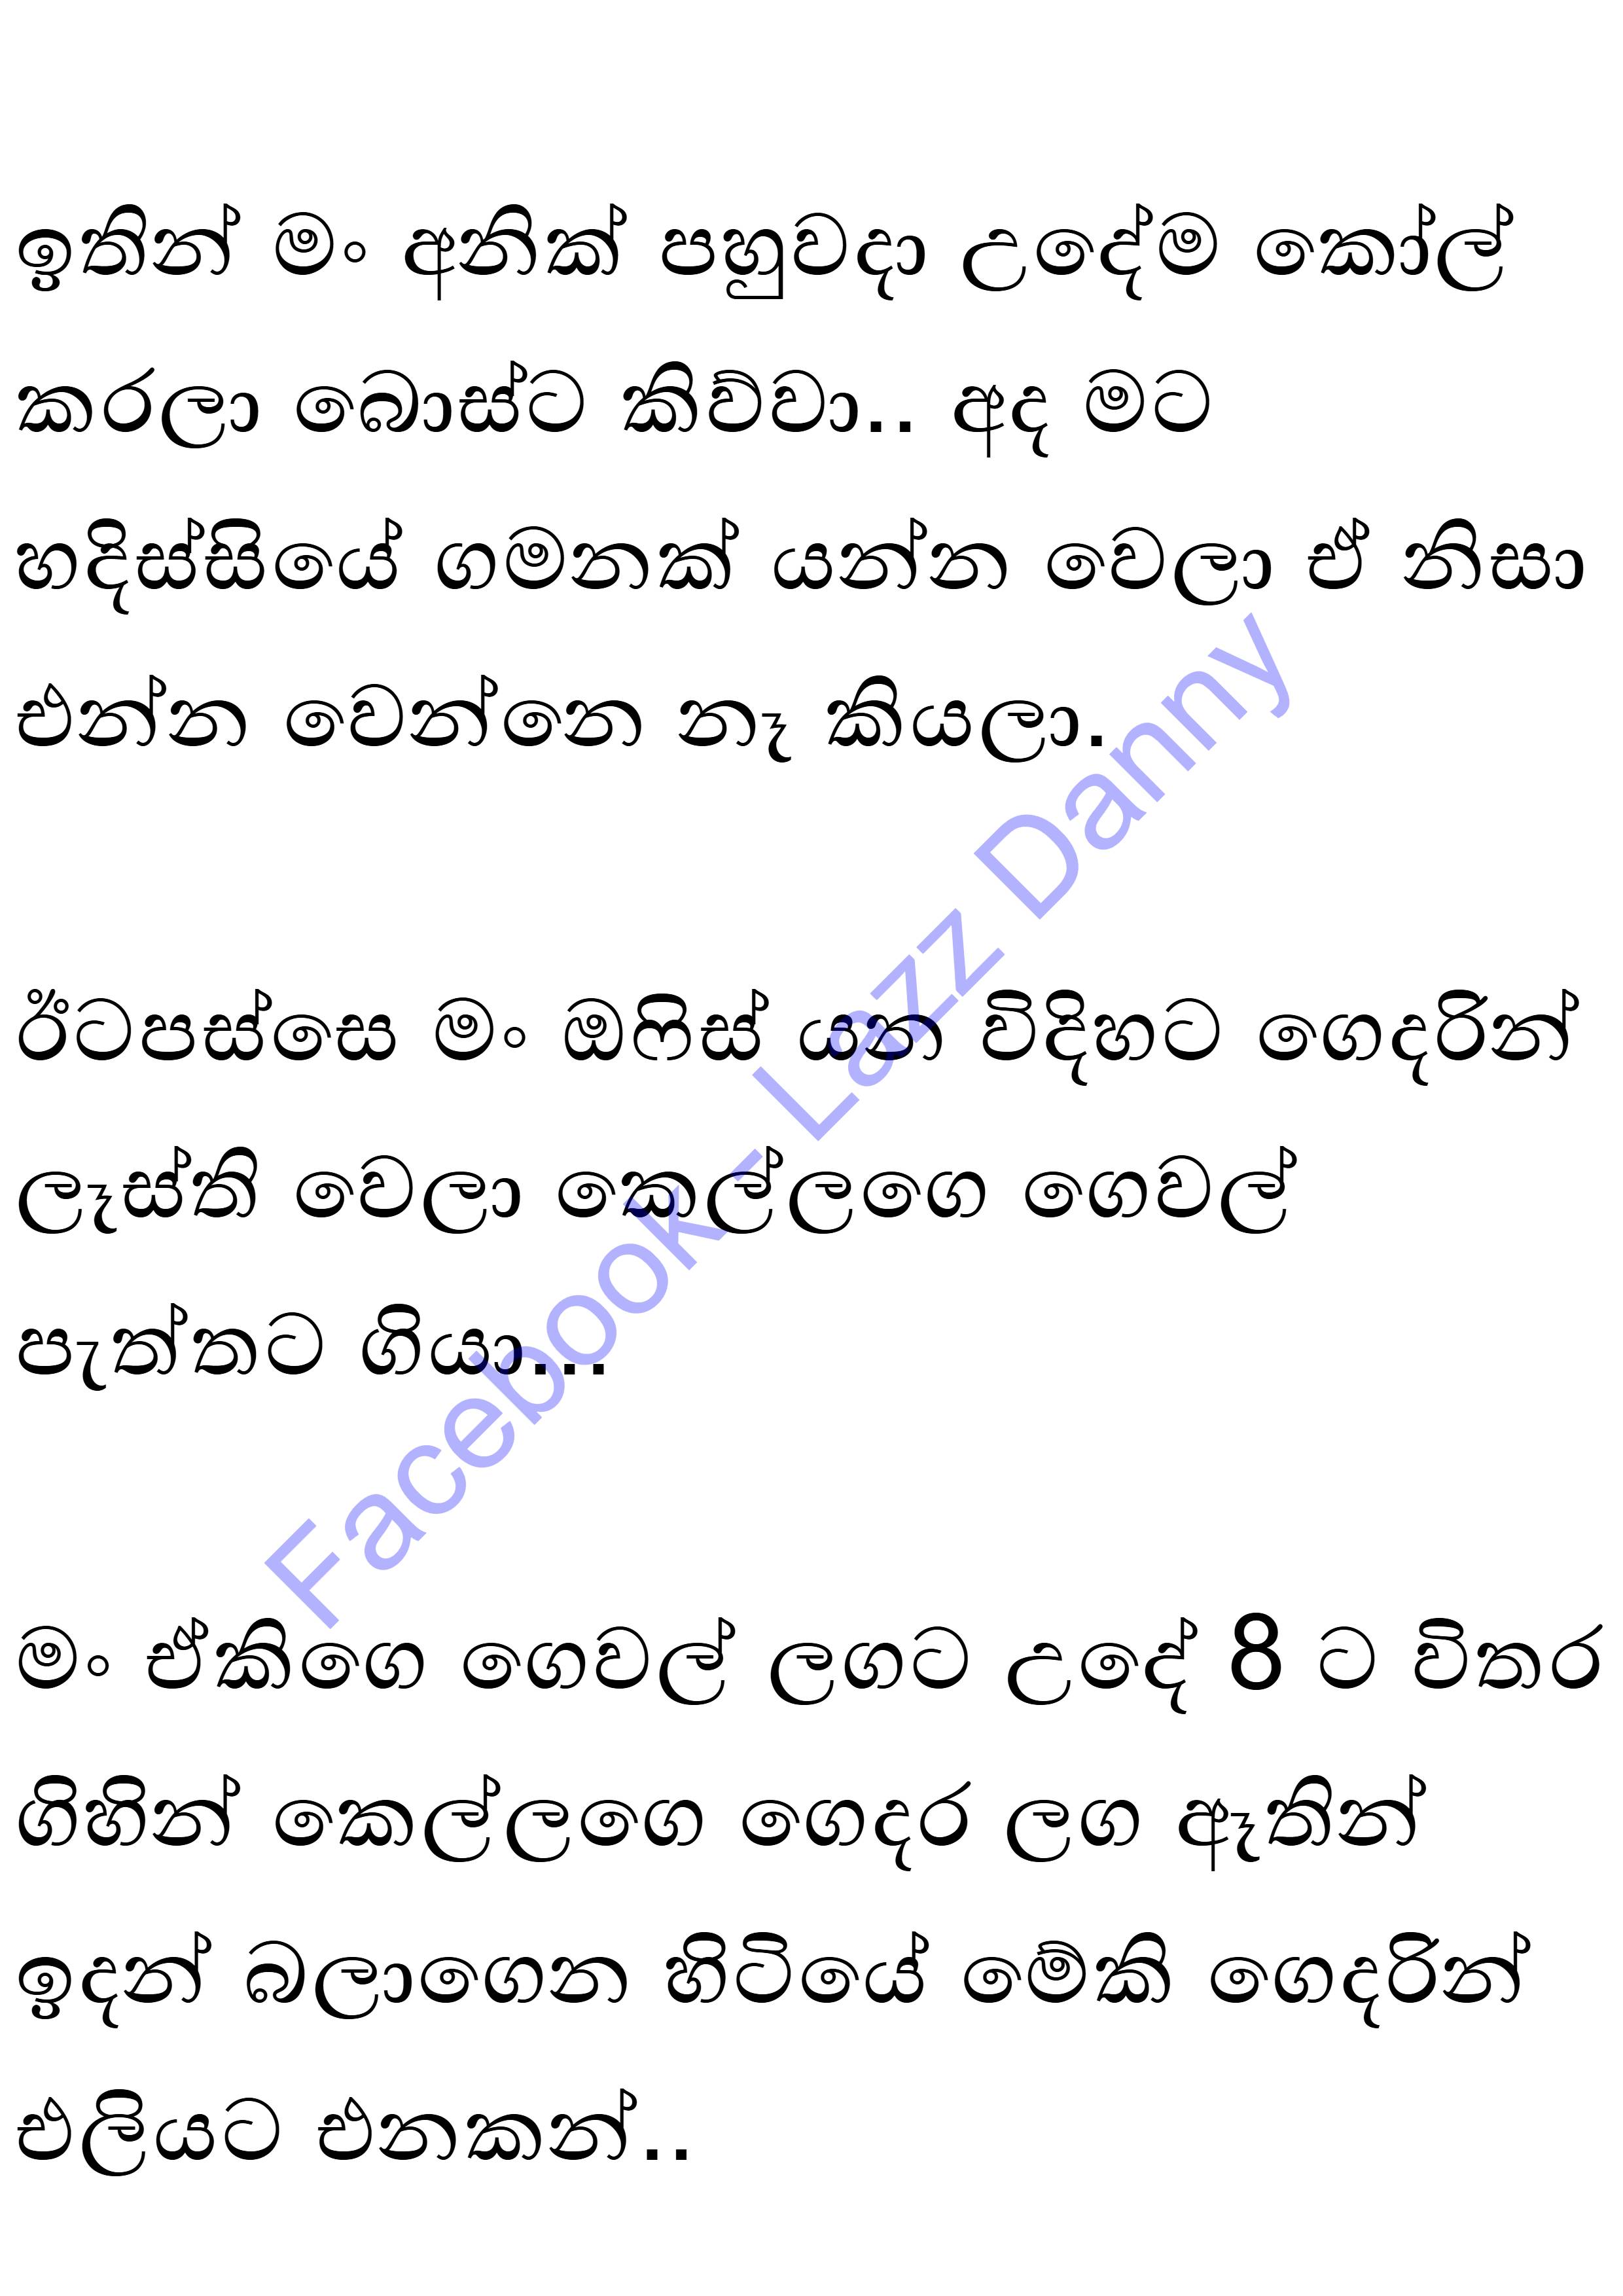 ඉතින් මං අනික් පහුවදා උදේම කෝල්
කරලා බොස්ට කිව්වා.. අද මට
හදිස්සියේ ගමනක් යන්න වෙලා ඒ නිසා
එන්න වෙන්නෙ නෑ කියලා.
ඊටපස්සෙ මං ඔෆිස් යන විදිහට ගෙදරින්
ලෑස්ති වෙලා කෙල්ලගෙ ගෙවල්
පැත්තට ගියා...
මං ඒකිගෙ ගෙවල් ලගට උදේ 8 ට විතර
ගිහින් කෙල්ලගෙ ගෙදර ලග ඈතින්
ඉදන් බලාගෙන හිටියේ මේකි ගෙදරින්
එලියට එනකන්..
Facebook - Lazz Danny